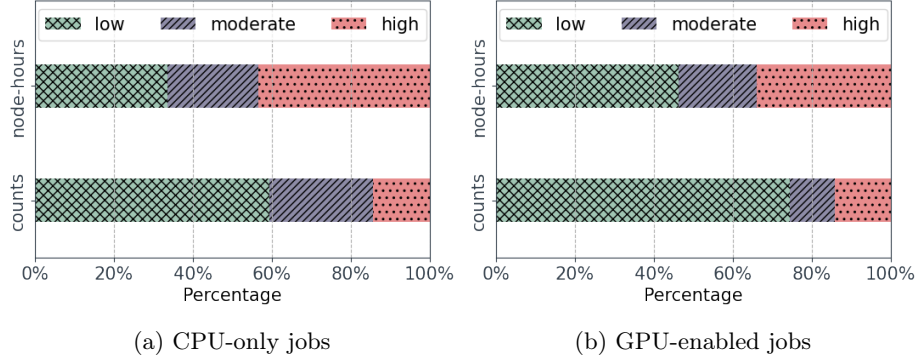 low moderate high
node-hours
counts
0% 20% 40% 60% 80% 100%
Percentage
(a) CPU-only jobs
low moderate high
node-hours
counts
0% 20% 40% 60% 80% 100%
Percentage
(b) GPU-enabled jobs